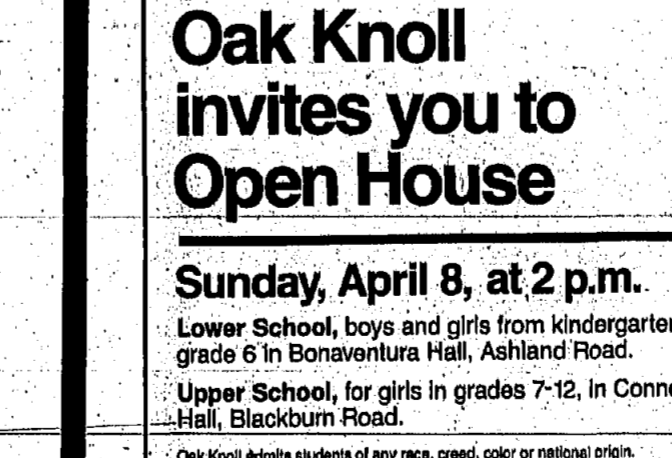 Oak Knoll
invites you to
Open House
Sunday, April 8, at 2 p.m.
Lower School, boys and girls from kindergarten
grade 6 in Bonaventura Hall, Ashland Road.
Upper School, for girls in grades 7-12, in Conne
Hall, Blackburn Road.
Oak Knoll admits students of any race, creed, color or national origin.